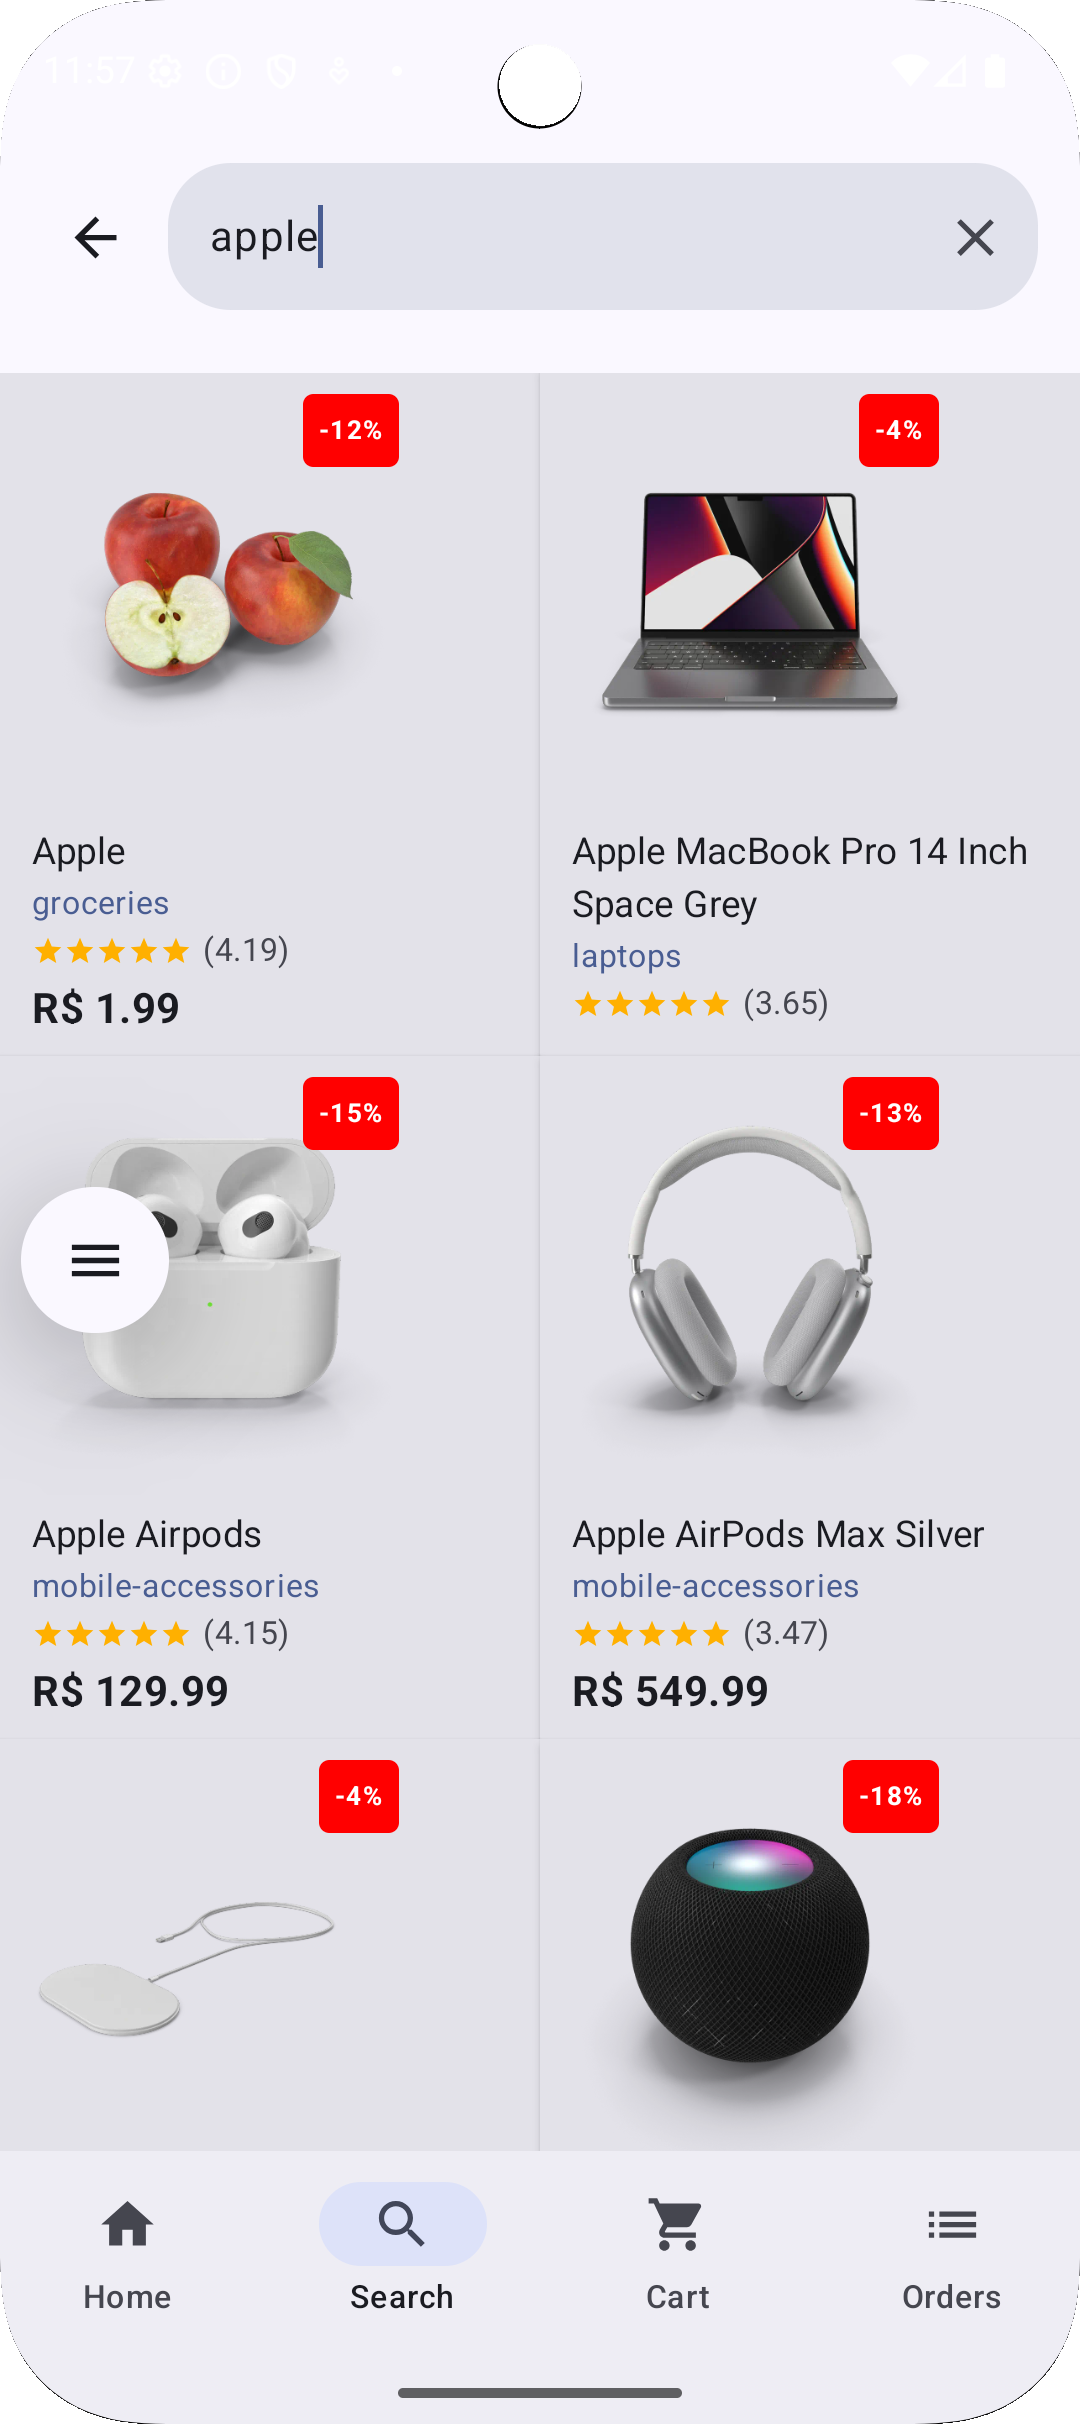 11:57
apple
-12%
-4%
Apple
groceries
(4.19)
R$ 1.99
Apple MacBook Pro 14 Inch
Space Grey
laptops
(3.65)
-15%
-13%
Apple Airpods
mobile-accessories
(4.15)
R$ 129.99
Apple AirPods Max Silver
mobile-accessories
(3.47)
R$ 549.99
-4%
-18%
Home
Search
Cart
Orders